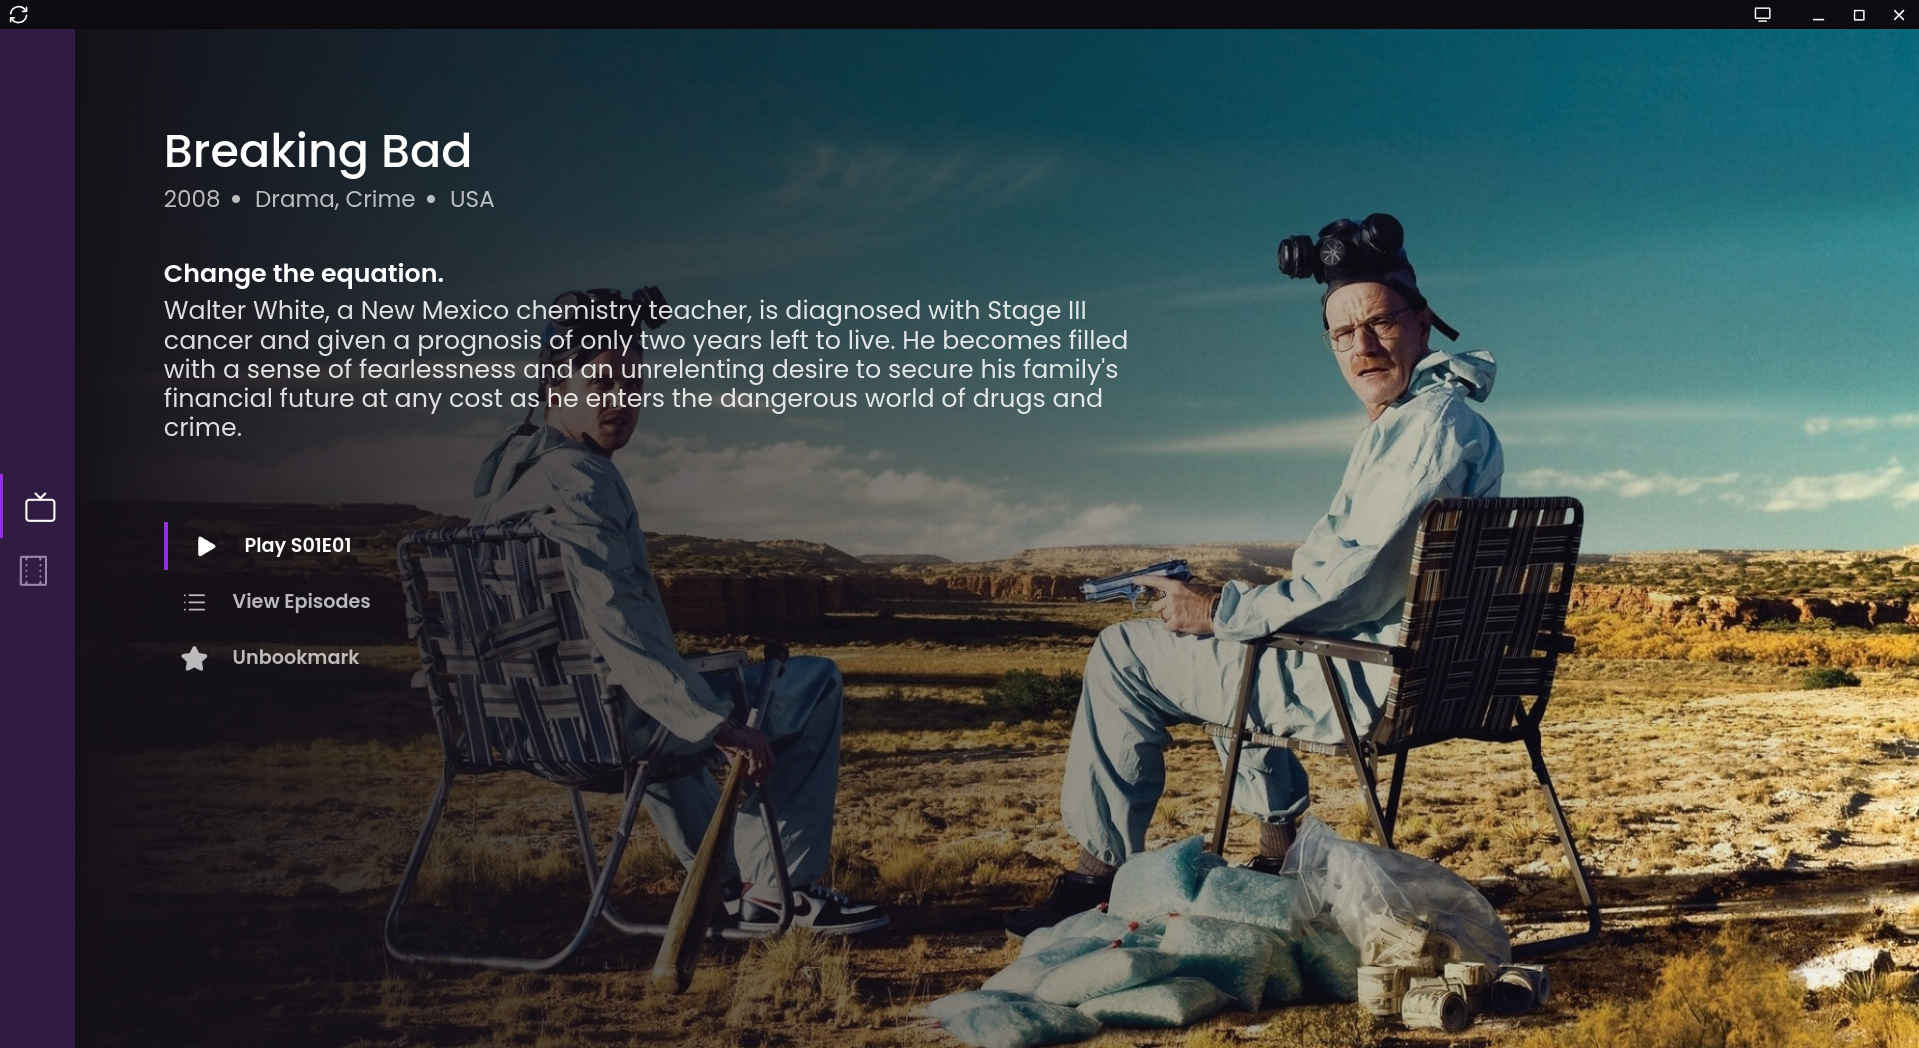 Breaking Bad
2008 • Drama, Crime • USA
Change the equation.
Walter White, a New Mexico chemistry teacher, is diagnosed with Stage III
cancer and given a prognosis of only two years left to live. He becomes filled
with a sense of fearlessness and an unrelenting desire to secure his family's
financial future at any cost as he enters the dangerous world of drugs and
crime.
Play S01E01
View Episodes
Unbookmark